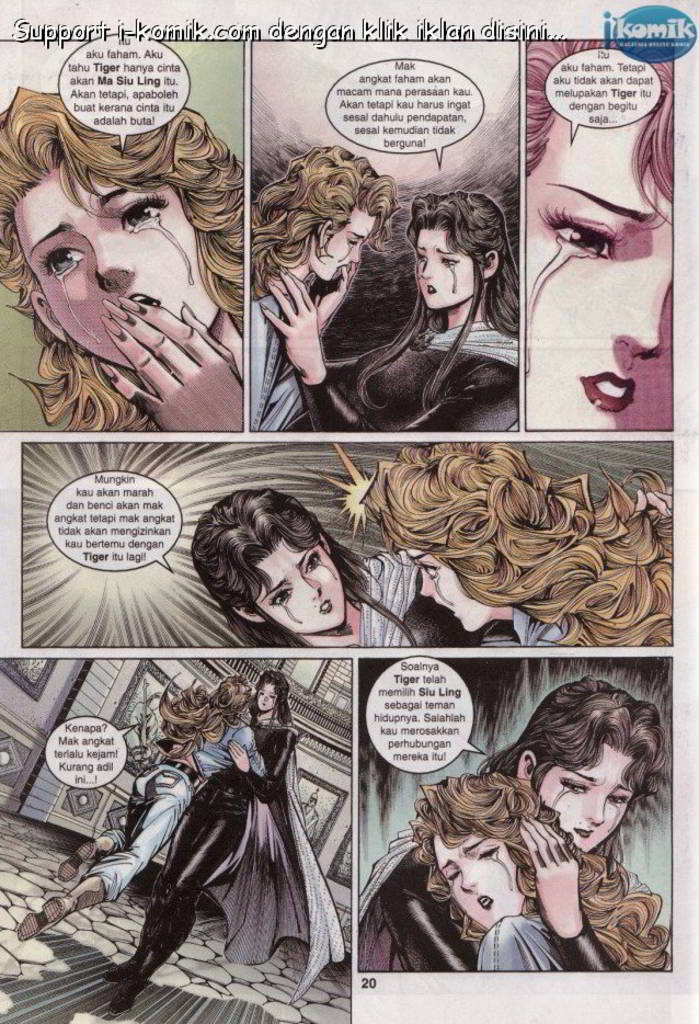 Support i-komik.com dengan klik iklan disini...
ikomik
Itu
aku faham. Aku
tahu Tiger hanya cinta
akan Ma Siu Ling itu.
Akan tetapi, apaboleh
buat kerana cinta itu
adalah buta!
Mak
angkat faham akan
macam mana perasaan kau.
Akan tetapi kau harus ingat
sesal dahulu pendapatan,
sesal kemudian tidak
berguna!
Itu
aku faham. Tetapi
aku tidak akan dapat
melupakan Tiger itu
dengan begitu
saja...
Mungkin
kau akan marah
dan benci akan mak
angkat tetapi mak angkat
tidak akan mengizinkan
kau bertemu dengan
Tiger itu lagi!
Kenapa?
Mak angkat
terlalu kejam!
Kurang adil
ini...!
Soalnya
Tiger telah
memilih Siu Ling
sebagai teman
hidupnya. Salahlah
kau merosakkan
perhubungan
mereka itu!
20